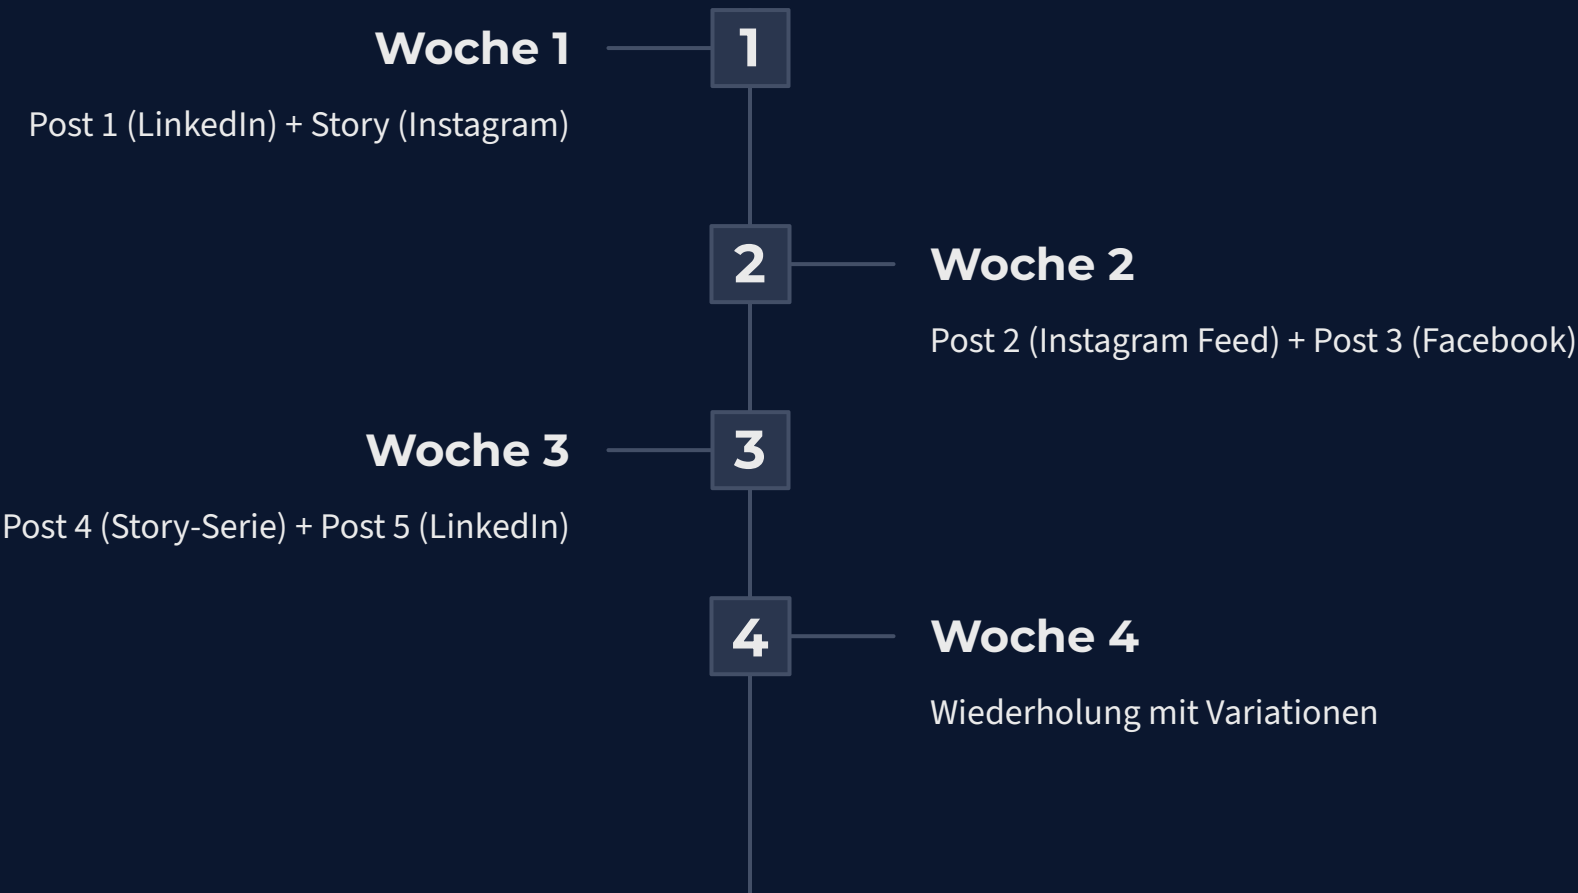 Woche 1
1
Post 1 (LinkedIn) + Story (Instagram)
2
Woche 2
Post 2 (Instagram Feed) + Post 3 (Facebook)
Woche 3
3
Post 4 (Story-Serie) + Post 5 (LinkedIn)
4
Woche 4
Wiederholung mit Variationen